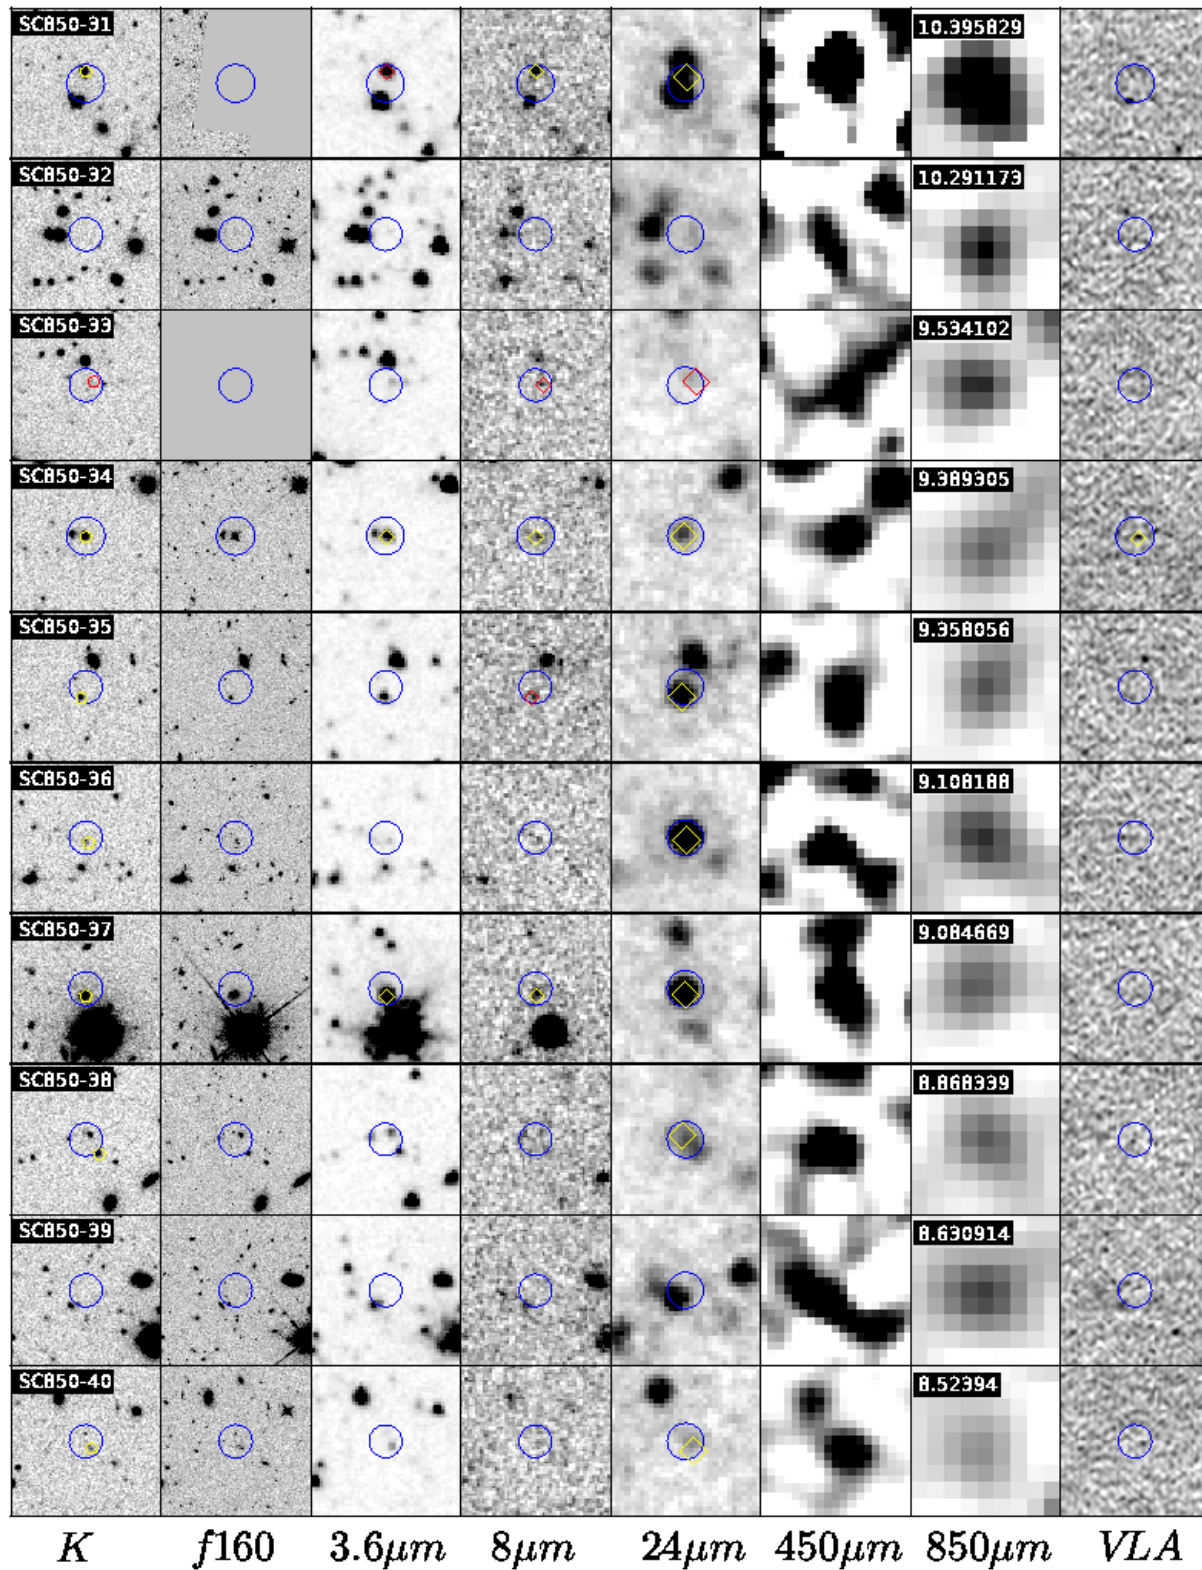 SC850-31 10.395829
SC850-32 10.291173
SC850-33 9.534102
SC850-34 9.389305
SC850-35 9.358056
SC850-36 9.108188
SC850-37 9.084669
SC850-38 8.868339
SC850-39 8.630914
SC850-40 8.52394
K f160 3.6μm 8μm 24μm 450μm 850μm VLA